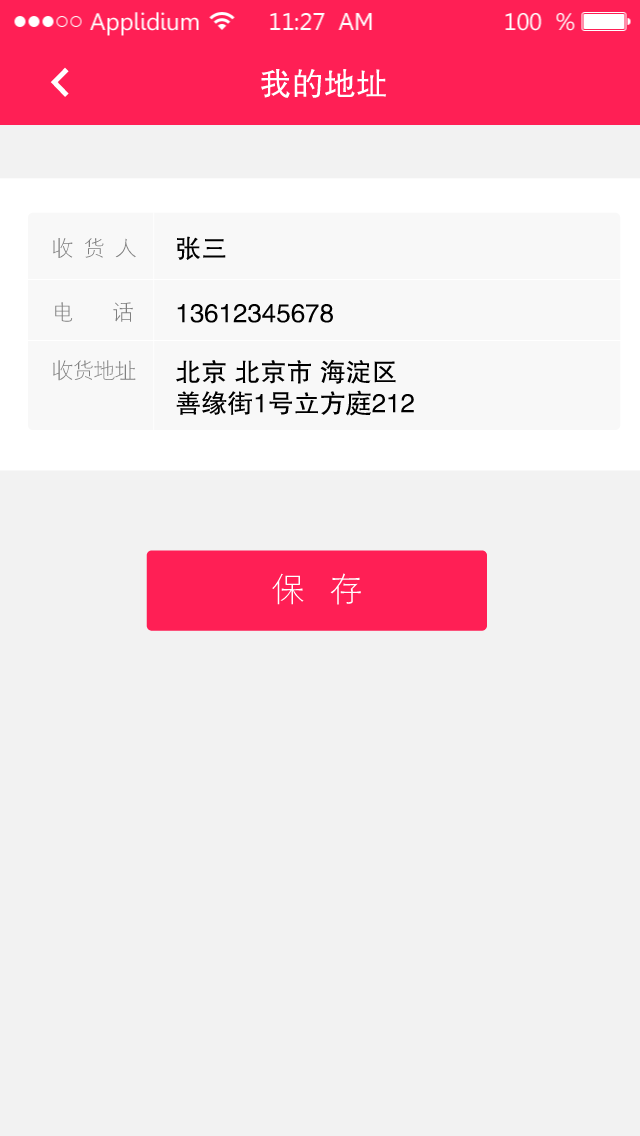 Applidium 11:27 AM 100 %
我的地址
收货人 张三
电话 13612345678
收货地址 北京 北京市 海淀区
善缘街1号立方庭212
保存